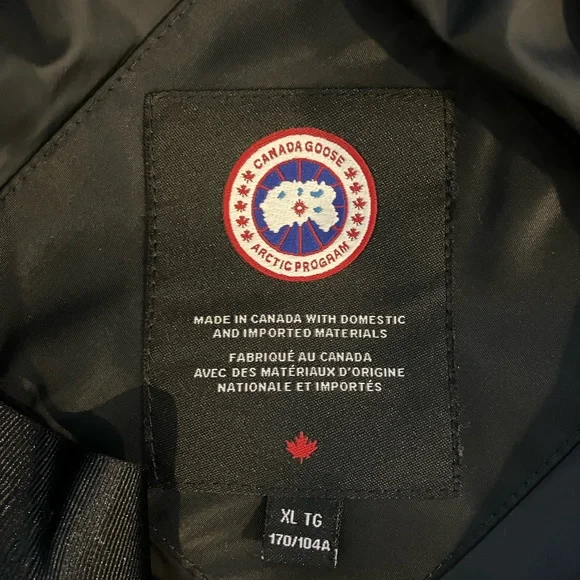 CANADA GOOSE
ARCTIC PROGRAM
MADE IN CANADA WITH DOMESTIC
AND IMPORTED MATERIALS
FABRIQUÉ AU CANADA
AVEC DES MATÉRIAUX D'ORIGINE
NATIONALE ET IMPORTÉS
XL TG
170/104A